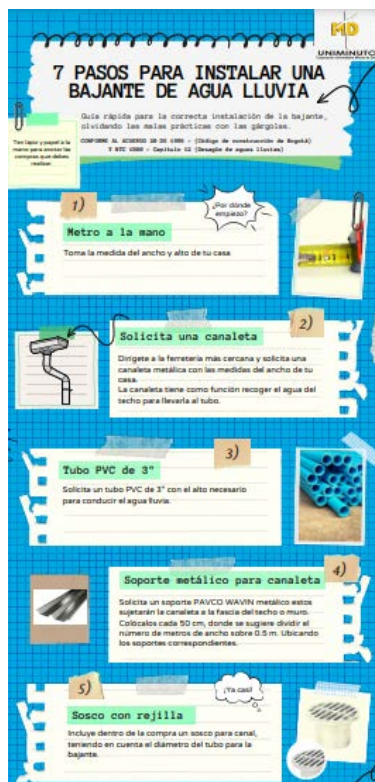 MD
UNIMINUTO
7 PASOS PARA INSTALAR UNA
BAJANTE DE AGUA LLUVIA
Guía rápida para la correcta instalación de la bajante,
olvidando las malas prácticas con las gárgolas.
CONFORME AL ACUERDO 20 DE 1995 - (Código de construcción de Bogotá)
Y NTC 1500 - Capítulo 12 (Desagüe de aguas lluvias)
Ten lápiz y papel a la
mano para anotar las
compras que debes
realizar.
1)
¿Por dónde
empiezo?
Metro a la mano
Toma la medida del ancho y alto de tu casa
2)
Solicita una canaleta
Dirígete a la ferretería más cercana y solicita una
canaleta metálica con las medidas del ancho de tu
casa.
La canaleta tiene como función recoger el agua del
techo para llevarla al tubo.
3)
Tubo PVC de 3"
Solicita un tubo PVC de 3" con el alto necesario
para conducir el agua lluvia.
4)
Soporte metálico para canaleta
Solicita un soporte PAVCO WAVIN metálico estos
sujetarán la canaleta a la fascia del techo o muro.
Colócalos cada 50 cm, donde se sugiere dividir el
número de metros de ancho sobre 0.5 m. Ubicando
los soportes correspondientes.
5)
¡Ya casi!
Sosco con rejilla
Incluye dentro de la compra un sosco para canal,
teniendo en cuenta el diámetro del tubo para la
bajante.